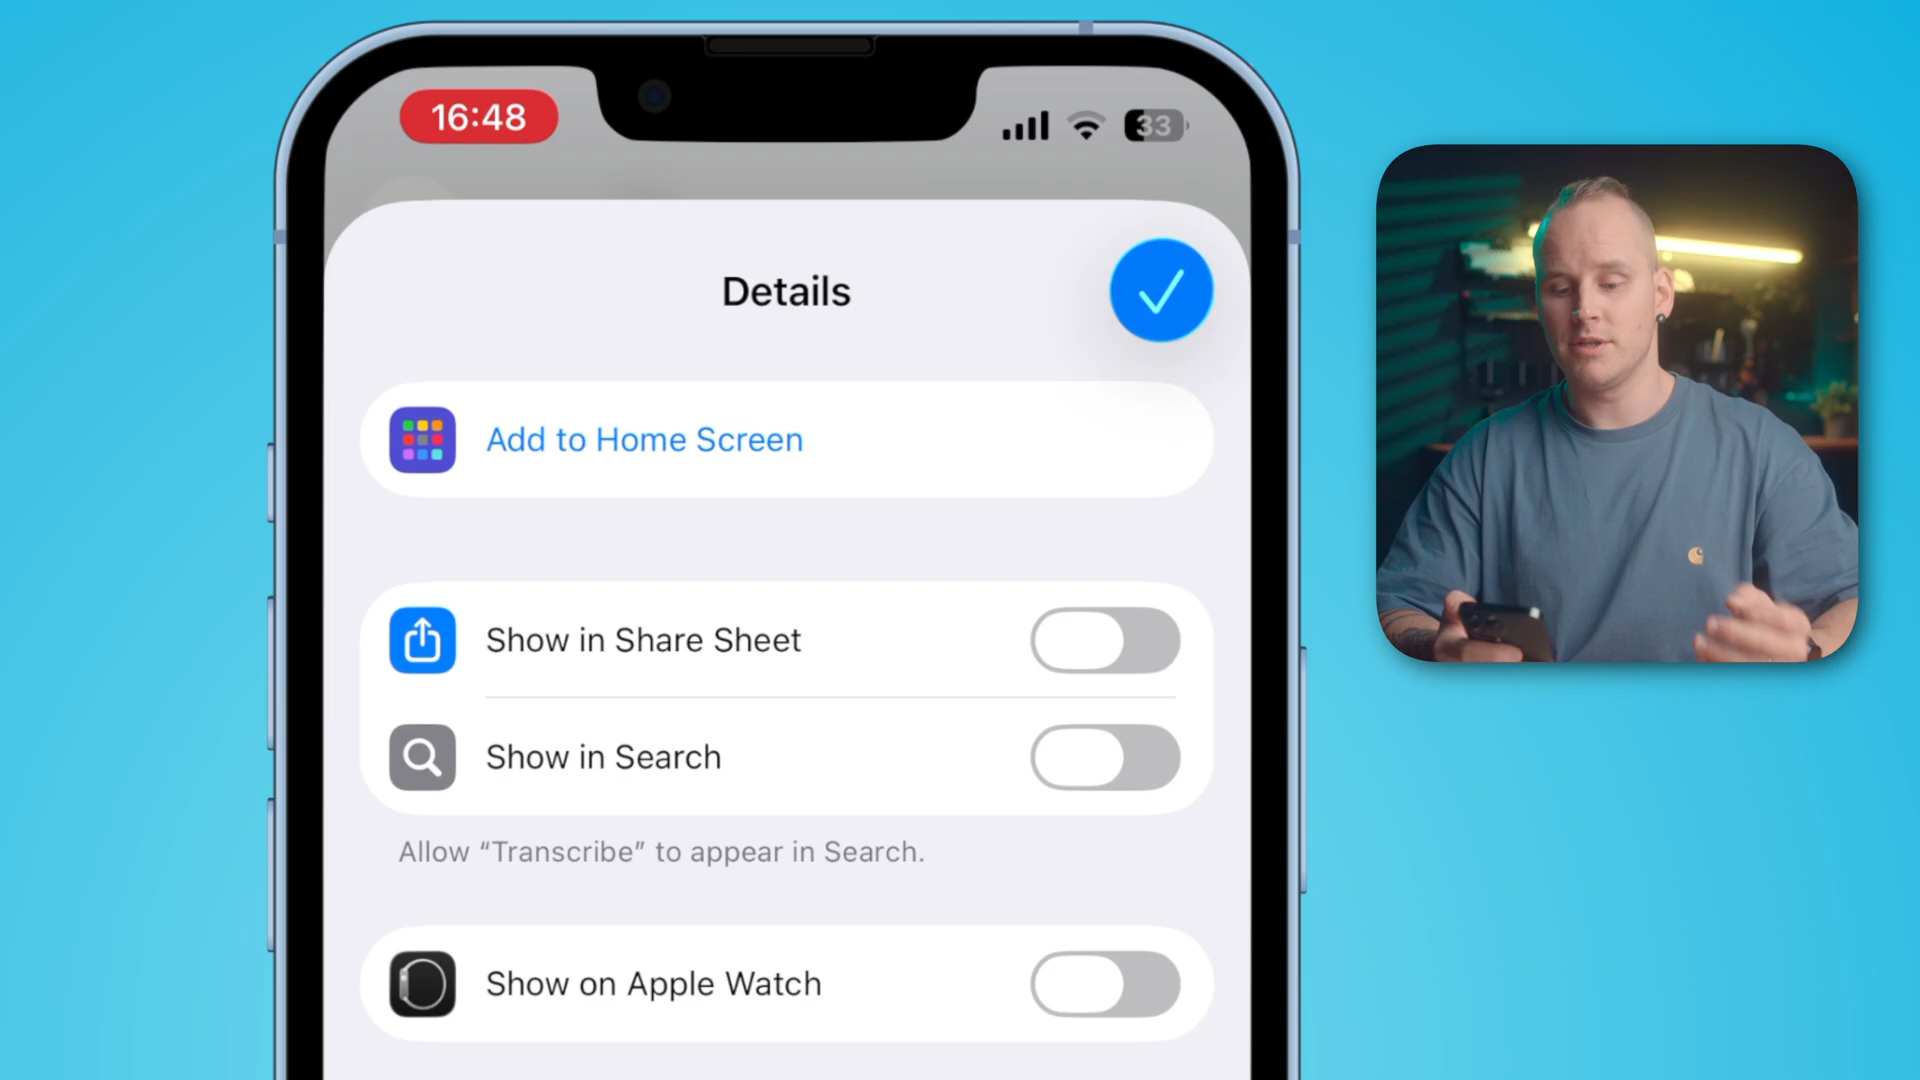 16:48
33
Details
Add to Home Screen
Show in Share Sheet
Show in Search
Allow “Transcribe” to appear in Search.
Show on Apple Watch